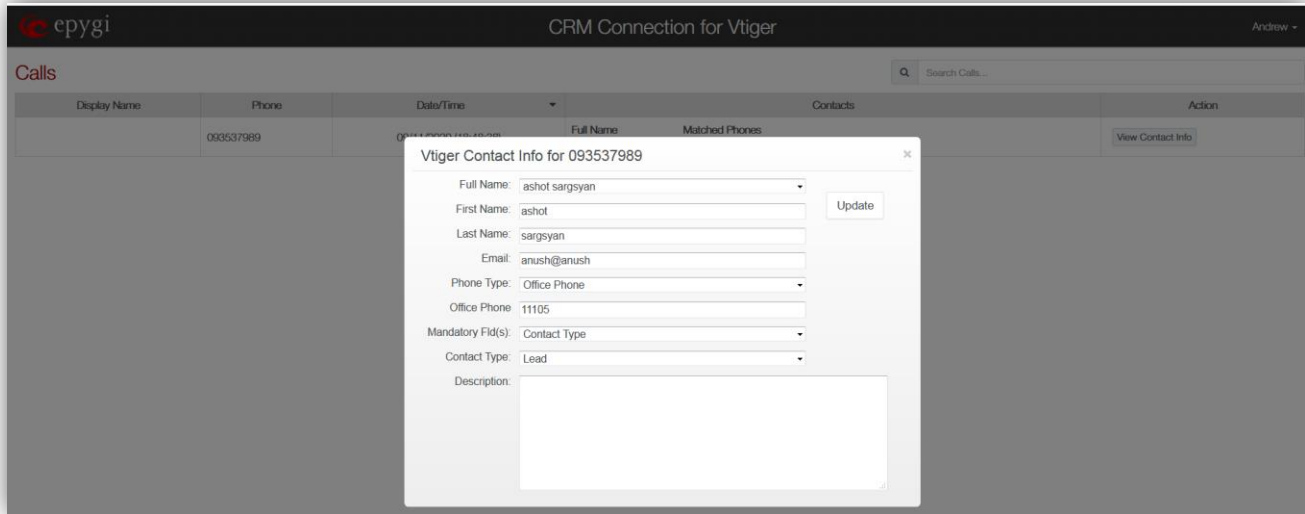 epygi
CRM Connection for Vtiger
Andrew
Calls
Search Calls...
Display Name Phone Date/Time Contacts Action
Full Name Matched Phones
093537989 View Contact Info
Vtiger Contact Info for 093537989
Full Name: ashot sargsyan
Update
First Name: ashot
Last Name: sargsyan
Email: anush@anush
Phone Type: Office Phone
Office Phone 11105
Mandatory Fld(s): Contact Type
Contact Type: Lead
Description: